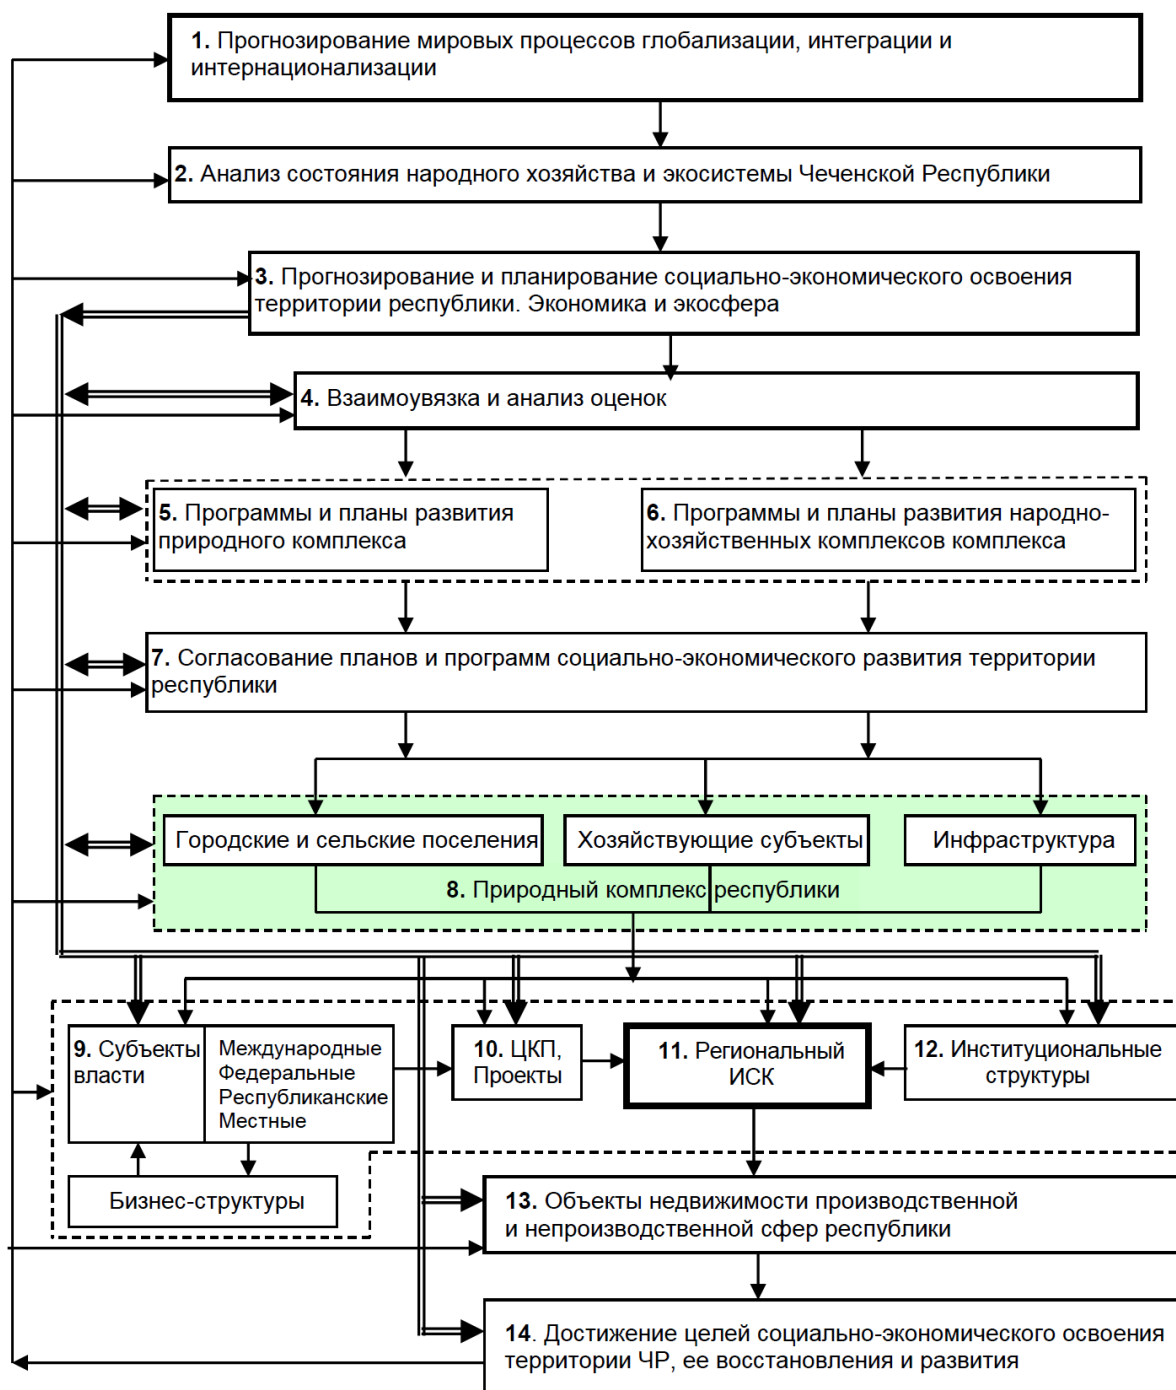 1. Прогнозирование мировых процессов глобализации, интеграции и
интернационализации
2. Анализ состояния народного хозяйства и экосистемы Чеченской Республики
3. Прогнозирование и планирование социально-экономического освоения
территории республики. Экономика и экосфера
4. Взаимоувязка и анализ оценок
5. Программы и планы развития
природного комплекса
6. Программы и планы развития народно-
хозяйственных комплексов комплекса
7. Согласование планов и программ социально-экономического развития территории
республики
Городские и сельские поселения
Хозяйствующие субъекты
Инфраструктура
8. Природный комплекс республики
9. Субъекты
власти
Международные
Федеральные
Республиканские
Местные
10. ЦКП,
Проекты
11. Региональный
ИСК
12. Институциональные
структуры
Бизнес-структуры
13. Объекты недвижимости производственной
и непроизводственной сфер республики
14. Достижение целей социально-экономического освоения
территории ЧР, ее восстановления и развития